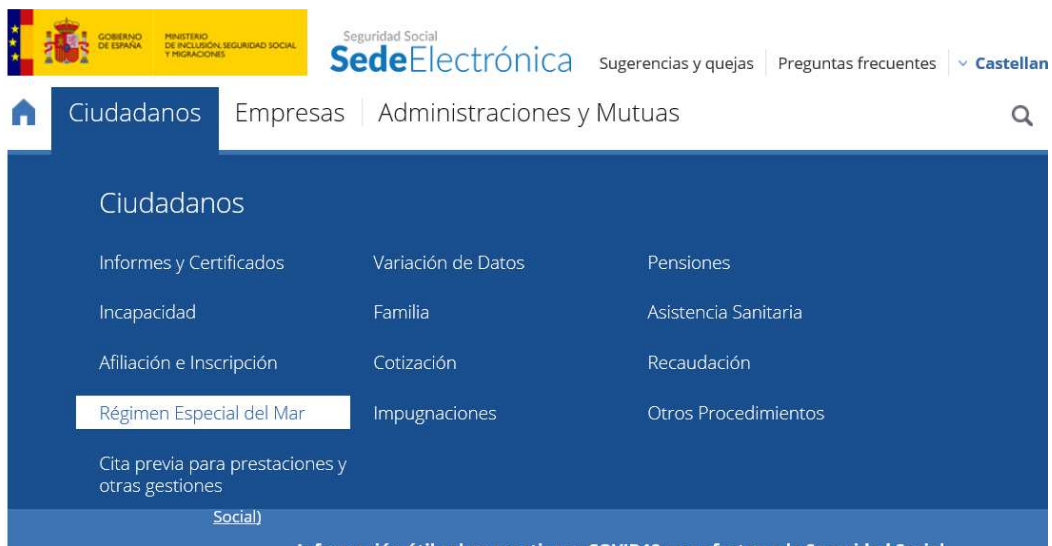 GOBIERNO
DE ESPAÑA
MINISTERIO
DE INCLUSIÓN, SEGURIDAD SOCIAL
Y MIGRACIONES
Seguridad Social
SedeElectrónica
Sugerencias y quejas
Preguntas frecuentes
Castellan
Ciudadanos
Empresas
Administraciones y Mutuas
Ciudadanos
Informes y Certificados
Variación de Datos
Pensiones
Incapacidad
Familia
Asistencia Sanitaria
Afiliación e Inscripción
Cotización
Recaudación
Régimen Especial del Mar
Impugnaciones
Otros Procedimientos
Cita previa para prestaciones y
otras gestiones
Social)